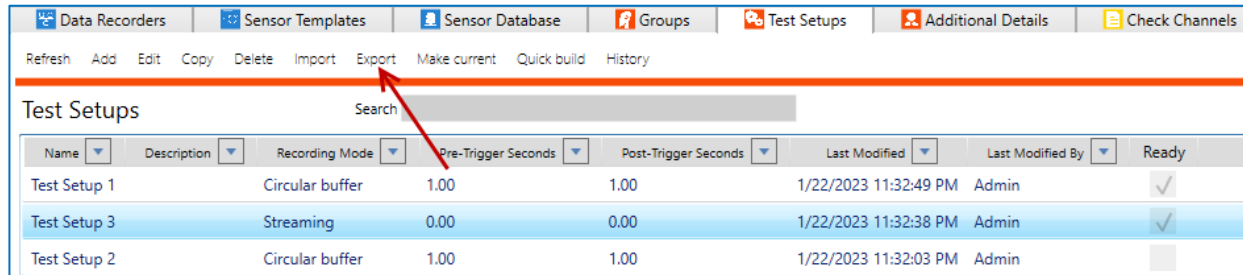 Data Recorders Sensor Templates Sensor Database Groups Test Setups Additional Details Check Channels
Refresh Add Edit Copy Delete Import Export Make current Quick build History
Test Setups Search
Name Description Recording Mode Pre-Trigger Seconds Post-Trigger Seconds Last Modified Last Modified By Ready
Test Setup 1 Circular buffer 1.00 1.00 1/22/2023 11:32:49 PM Admin
Test Setup 3 Streaming 0.00 0.00 1/22/2023 11:32:38 PM Admin
Test Setup 2 Circular buffer 1.00 1.00 1/22/2023 11:32:03 PM Admin